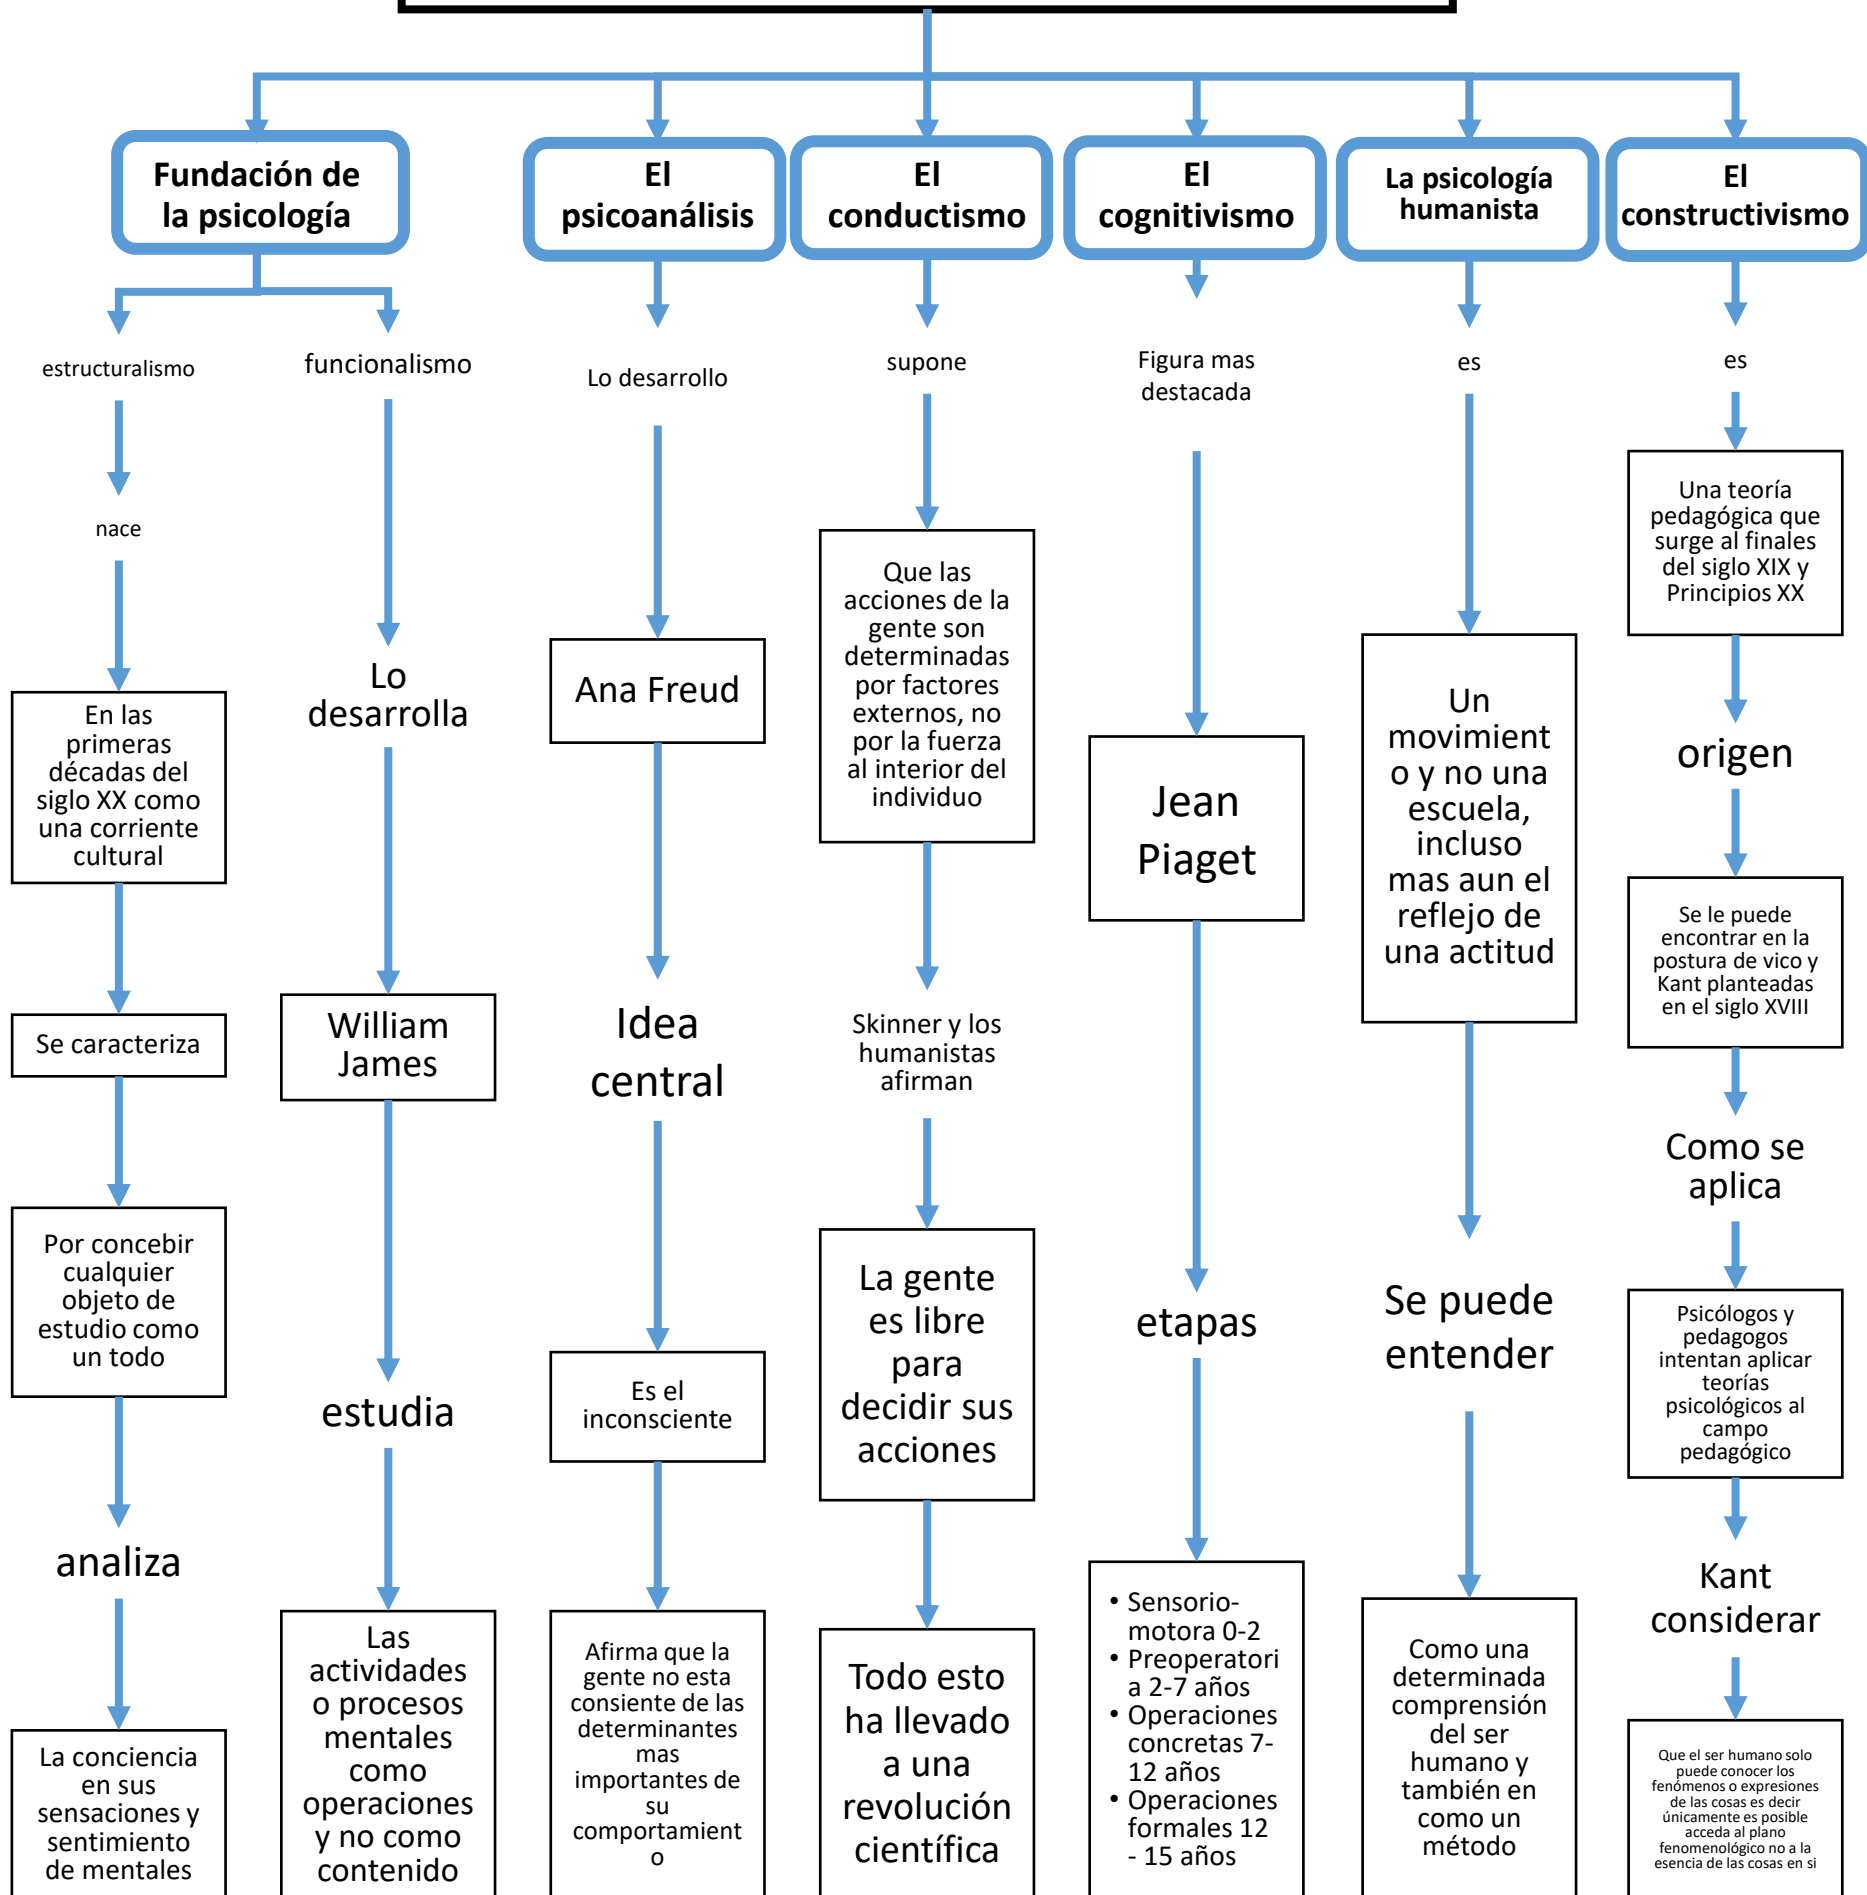 Fundación de
la psicología
El
psicoanálisis
El
conductismo
El
cognitivismo
La psicología
humanista
El
constructivismo
estructuralismo
nace
En las
primeras
décadas del
siglo XX como
una corriente
cultural
Se caracteriza
Por concebir
cualquier
objeto de
estudio como
un todo
analiza
La conciencia
en sus
sensaciones y
sentimiento
de mentales
funcionalismo
Lo
desarrolla
William
James
estudia
Las
actividades
o procesos
mentales
como
operaciones
y no como
contenido
Lo desarrollo
Ana Freud
Idea
central
Es el
inconsciente
Afirma que la
gente no esta
consiente de las
determinantes
mas
importantes de
su
comportamient
o
supone
Que las
acciones de la
gente son
determinadas
por factores
externos, no
por la fuerza
al interior del
individuo
Skinner y los
humanistas
afirman
La gente
es libre
para
decidir sus
acciones
Todo esto
ha llevado
a una
revolución
científica
Figura mas
destacada
Jean
Piaget
etapas
• Sensorio-
motora 0-2
• Preoperatori
a 2-7 años
• Operaciones
concretas 7-
12 años
• Operaciones
formales 12
- 15 años
es
Un
movimient
o y no una
escuela,
incluso
mas aun el
reflejo de
una actitud
Se puede
entender
Como una
determinada
comprensión
del ser
humano y
también en
como un
método
es
Una teoría
pedagógica que
surge al finales
del siglo XIX y
Principios XX
origen
Se le puede
encontrar en la
postura de vico y
Kant planteadas
en el siglo XVIII
Como se
aplica
Psicólogos y
pedagogos
intentan aplicar
teorías
psicológicos al
campo
pedagógico
Kant
considerar
Que el ser humano solo
puede conocer los
fenómenos o expresiones
de las cosas es decir
únicamente es posible
acceda al plano
fenomenológico no a la
esencia de las cosas en si